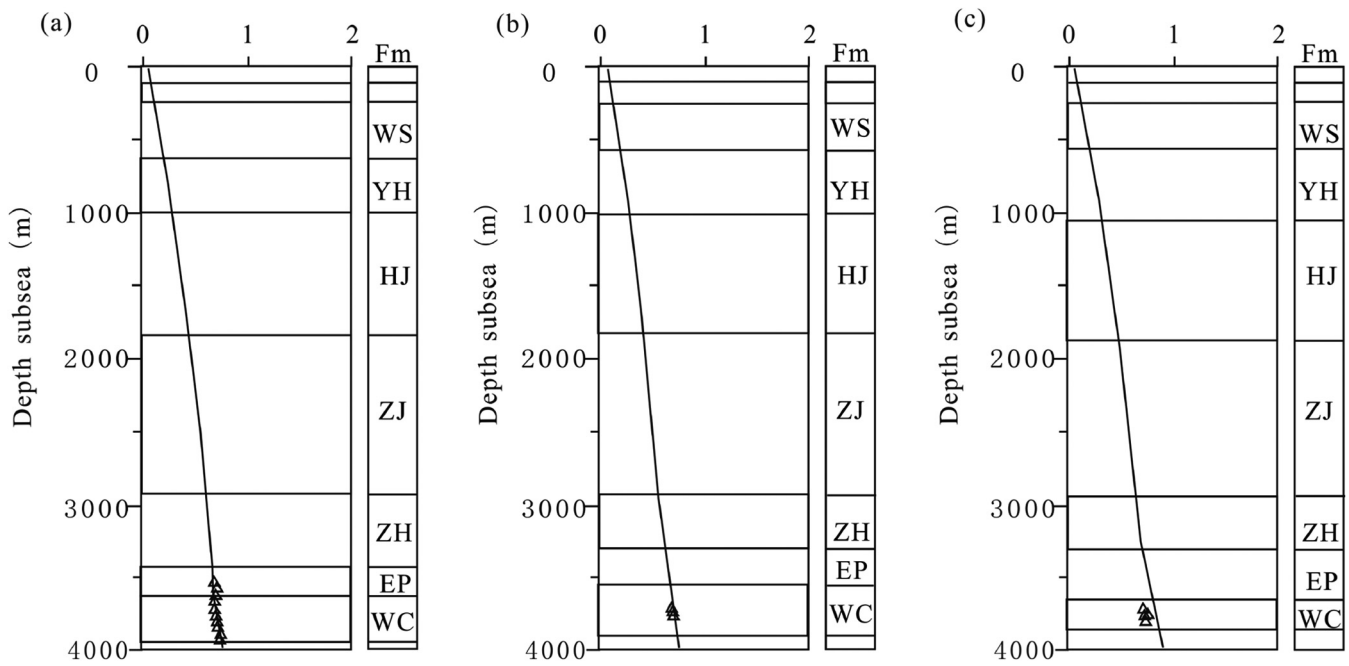 (a)
0 1 2
Fm
0
1000
2000
3000
4000
Depth subsea (m)
WS
YH
HJ
ZJ
ZH
EP
WC
(b)
0 1 2
Fm
0
1000
2000
3000
4000
Depth subsea (m)
WS
YH
HJ
ZJ
ZH
EP
WC
(c)
0 1 2
Fm
0
1000
2000
3000
4000
Depth subsea (m)
WS
YH
HJ
ZJ
ZH
EP
WC